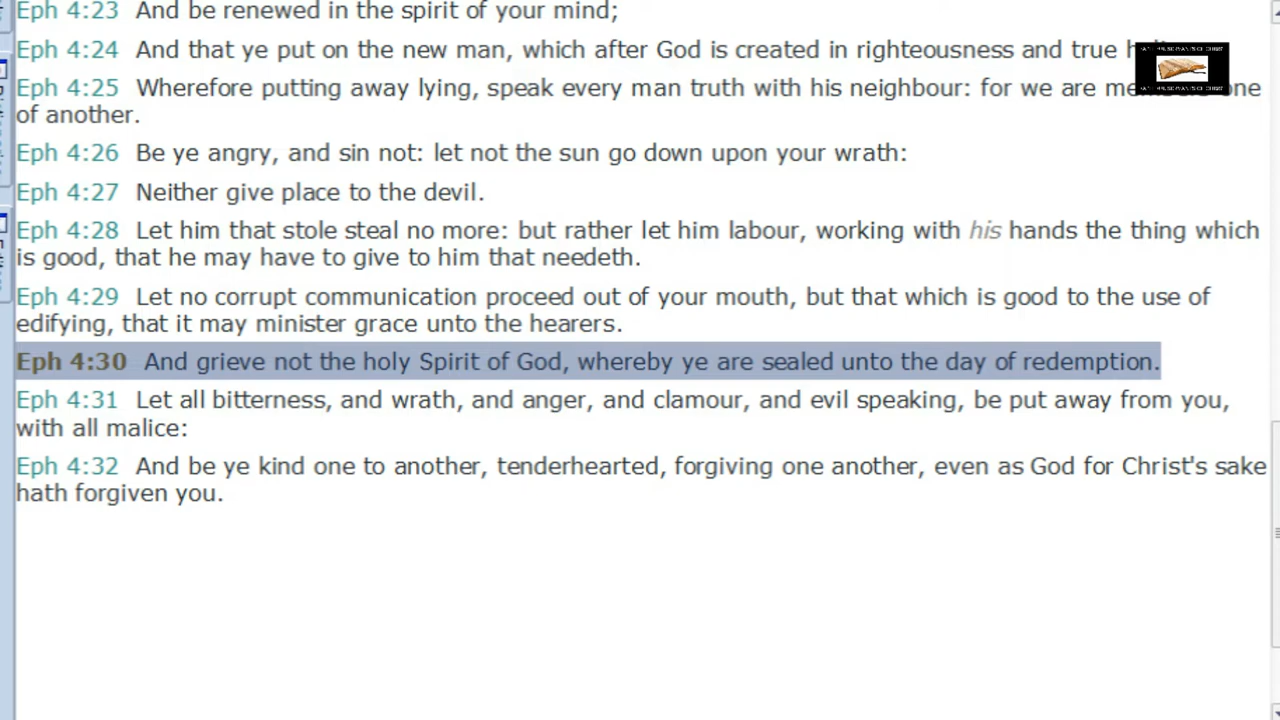 Eph 4:23 And be renewed in the spirit of your mind;
Eph 4:24 And that ye put on the new man, which after God is created in righteousness and true
Eph 4:25 Wherefore putting away lying, speak every man truth with his neighbour: for we are members one
of another.
Eph 4:26 Be ye angry, and sin not: let not the sun go down upon your wrath:
Eph 4:27 Neither give place to the devil.
Eph 4:28 Let him that stole steal no more: but rather let him labour, working with his hands the thing which
is good, that he may have to give to him that needeth.
Eph 4:29 Let no corrupt communication proceed out of your mouth, but that which is good to the use of
edifying, that it may minister grace unto the hearers.
Eph 4:30 And grieve not the holy Spirit of God, whereby ye are sealed unto the day of redemption.
Eph 4:31 Let all bitterness, and wrath, and anger, and clamour, and evil speaking, be put away from you,
with all malice:
Eph 4:32 And be ye kind one to another, tenderhearted, forgiving one another, even as God for Christ's sake
hath forgiven you.